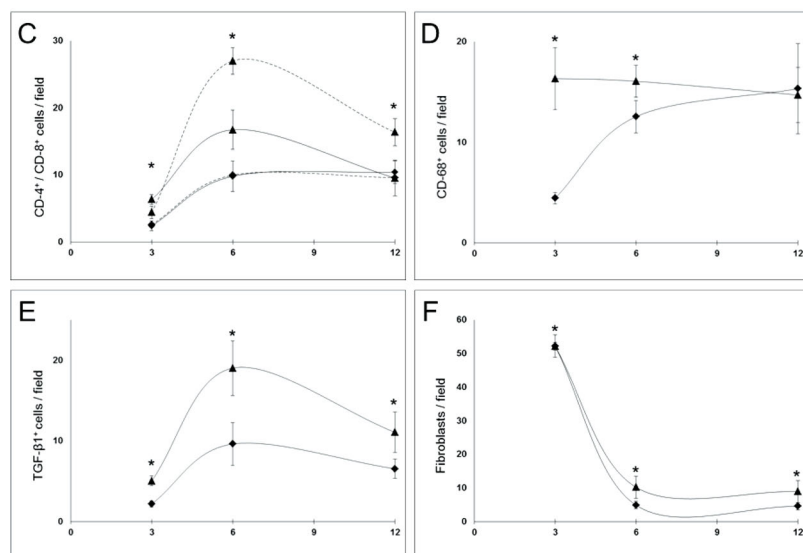 C
CD-4⁺ / CD-8⁺ cells / field
30
20
10
0
*
*
*
0 3 6 9 12
D
CD-68⁺ cells / field
20
10
0
*
*
0 3 6 9 12
E
TGF-β1⁺ cells / field
20
10
0
*
*
*
0 3 6 9 12
F
Fibroblasts / field
60
50
40
30
20
10
0
*
*
*
0 3 6 9 12